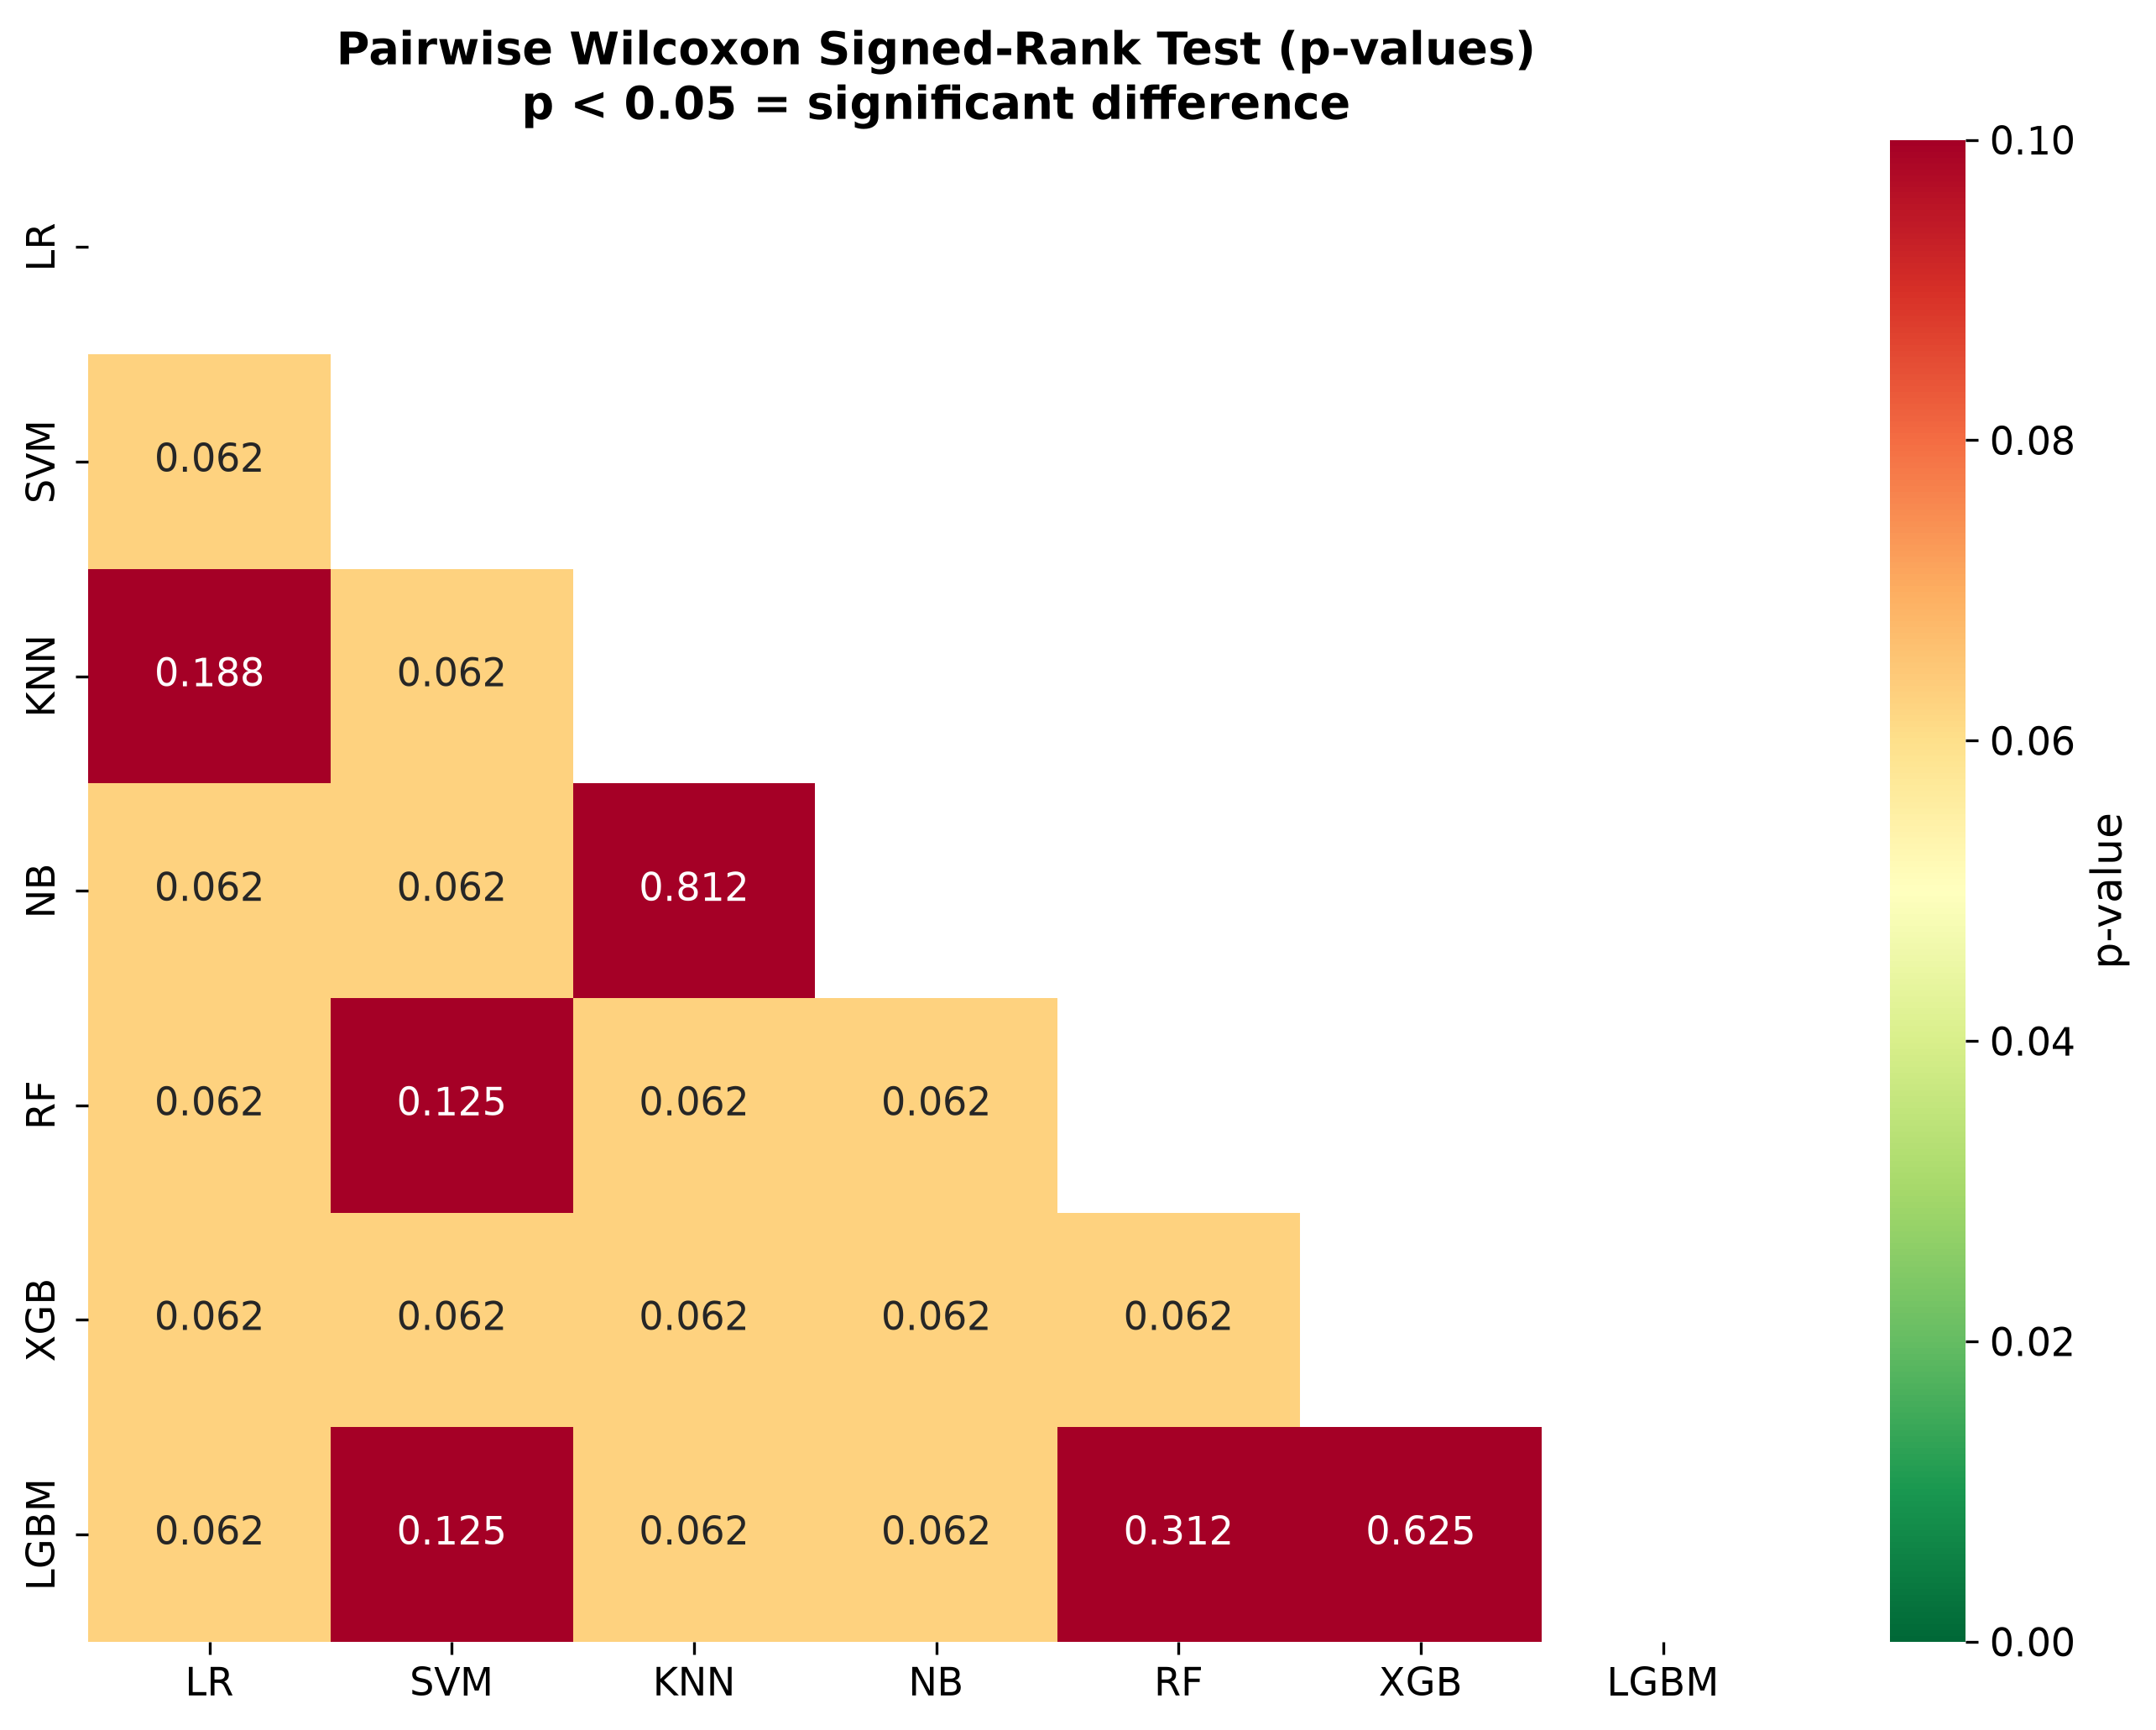 Pairwise Wilcoxon Signed-Rank Test (p-values)
p < 0.05 = significant difference
LR
SVM
0.062
KNN
0.188 0.062
NB
0.062 0.062 0.812
RF
0.062 0.125 0.062 0.062
XGB
0.062 0.062 0.062 0.062 0.062
LGBM
0.062 0.125 0.062 0.062 0.312 0.625
LR SVM KNN NB RF XGB LGBM
0.10
0.08
0.06
0.04
0.02
0.00
p-value